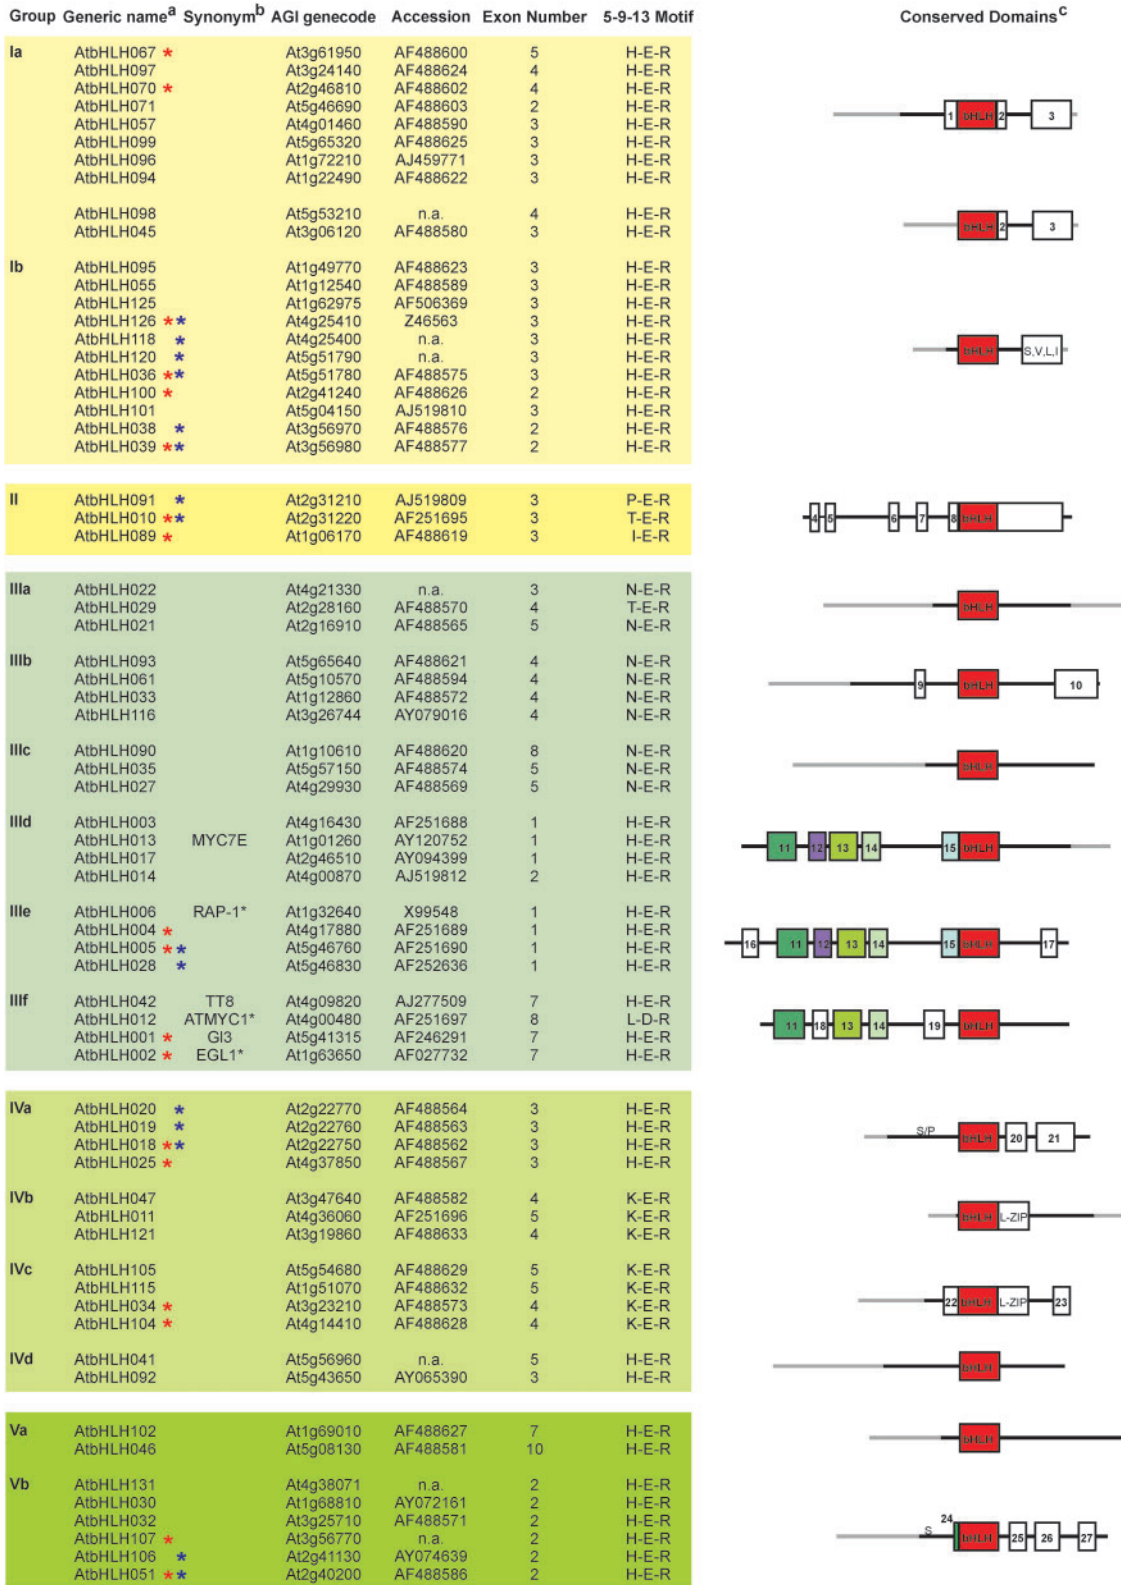 Group Generic name a Synonym b AGI genecode Accession Exon Number 5-9-13 Motif Conserved Domains c
Ia AtbHLH067 * At3g61950 AF488600 5 H-E-R
AtbHLH097 At3g24140 AF488624 4 H-E-R
AtbHLH070 * At2g46810 AF488602 4 H-E-R
AtbHLH071 At5g46690 AF488603 2 H-E-R
1 bHLH 2 3
AtbHLH057 At4g01460 AF488590 3 H-E-R
AtbHLH099 At5g65320 AF488625 3 H-E-R
AtbHLH096 At1g72210 AJ459771 3 H-E-R
AtbHLH094 At1g22490 AF488622 3 H-E-R
AtbHLH098 At5g53210 n.a. 4 H-E-R
bHLH 2 3
AtbHLH045 At3g06120 AF488580 3 H-E-R
Ib AtbHLH095 At1g49770 AF488623 3 H-E-R
AtbHLH055 At1g12540 AF488589 3 H-E-R
AtbHLH125 At1g62975 AF506369 3 H-E-R
AtbHLH126 ** At4g25410 Z46563 3 H-E-R
AtbHLH118 * At4g25400 n.a. 3 H-E-R
bHLH S,V,L,I
AtbHLH120 * At5g51790 n.a. 3 H-E-R
AtbHLH036 ** At5g51780 AF488575 3 H-E-R
AtbHLH100 * At2g41240 AF488626 2 H-E-R
AtbHLH101 At5g04150 AJ519810 3 H-E-R
AtbHLH038 * At3g56970 AF488576 2 H-E-R
AtbHLH039 ** At3g56980 AF488577 2 H-E-R
II AtbHLH091 * At2g31210 AJ519809 3 P-E-R
AtbHLH010 ** At2g31220 AF251695 3 T-E-R 4 5 6 7 8 bHLH
AtbHLH089 * At1g06170 AF488619 3 I-E-R
IIIa AtbHLH022 At4g21330 n.a. 3 N-E-R
AtbHLH029 At2g28160 AF488570 4 T-E-R bHLH
AtbHLH021 At2g16910 AF488565 5 N-E-R
IIIb AtbHLH093 At5g65640 AF488621 4 N-E-R
AtbHLH061 At5g10570 AF488594 4 N-E-R 9 bHLH 10
AtbHLH033 At1g12860 AF488572 4 N-E-R
AtbHLH116 At3g26744 AY079016 4 N-E-R
IIIc AtbHLH090 At1g10610 AF488620 8 N-E-R
AtbHLH035 At5g57150 AF488574 5 N-E-R bHLH
AtbHLH027 At4g29930 AF488569 5 N-E-R
IIId AtbHLH003 At4g16430 AF251688 1 H-E-R
AtbHLH013 MYC7E At1g01260 AY120752 1 H-E-R 11 12 13 14 15 bHLH
AtbHLH017 At2g46510 AY094399 1 H-E-R
AtbHLH014 At4g00870 AJ519812 2 H-E-R
IIIe AtbHLH006 RAP-1* At1g32640 X99548 1 H-E-R
AtbHLH004 * At4g17880 AF251689 1 H-E-R
AtbHLH005 ** At5g46760 AF251690 1 H-E-R 16 11 12 13 14 15 bHLH 17
AtbHLH028 * At5g46830 AF252636 1 H-E-R
IIIf AtbHLH042 TT8 At4g09820 AJ277509 7 H-E-R
AtbHLH012 ATMYC1* At4g00480 AF251697 8 L-D-R
11 18 13 14 19 bHLH
AtbHLH001 * Gl3 At5g41315 AF246291 7 H-E-R
AtbHLH002 * EGL1* At1g63650 AF027732 7 H-E-R
IVa AtbHLH020 * At2g22770 AF488564 3 H-E-R
AtbHLH019 * At2g22760 AF488563 3 H-E-R S/P
AtbHLH018 ** At2g22750 AF488562 3 H-E-R bHLH 20 21
AtbHLH025 * At4g37850 AF488567 3 H-E-R
IVb AtbHLH047 At3g47640 AF488582 4 K-E-R
AtbHLH011 At4g36060 AF251696 5 K-E-R bHLH L-ZIP
AtbHLH121 At3g19860 AF488633 4 K-E-R
IVc AtbHLH105 At5g54680 AF488629 5 K-E-R
AtbHLH115 At1g51070 AF488632 5 K-E-R
22 bHLH L-ZIP 23
AtbHLH034 * At3g23210 AF488573 4 K-E-R
AtbHLH104 * At4g14410 AF488628 4 K-E-R
IVd AtbHLH041 At5g56960 n.a. 5 H-E-R
bHLH
AtbHLH092 At5g43650 AY065390 3 H-E-R
Va AtbHLH102 At1g69010 AF488627 7 H-E-R
bHLH
AtbHLH046 At5g08130 AF488581 10 H-E-R
Vb AtbHLH131 At4g38071 n.a. 2 H-E-R
AtbHLH030 At1g68810 AY072161 2 H-E-R
AtbHLH032 At3g25710 AF488571 2 H-E-R 24
AtbHLH107 * At3g56770 n.a. 2 H-E-R S bHLH 25 26 27
AtbHLH106 * At2g41130 AY074639 2 H-E-R
AtbHLH051 ** At2g40200 AF488586 2 H-E-R